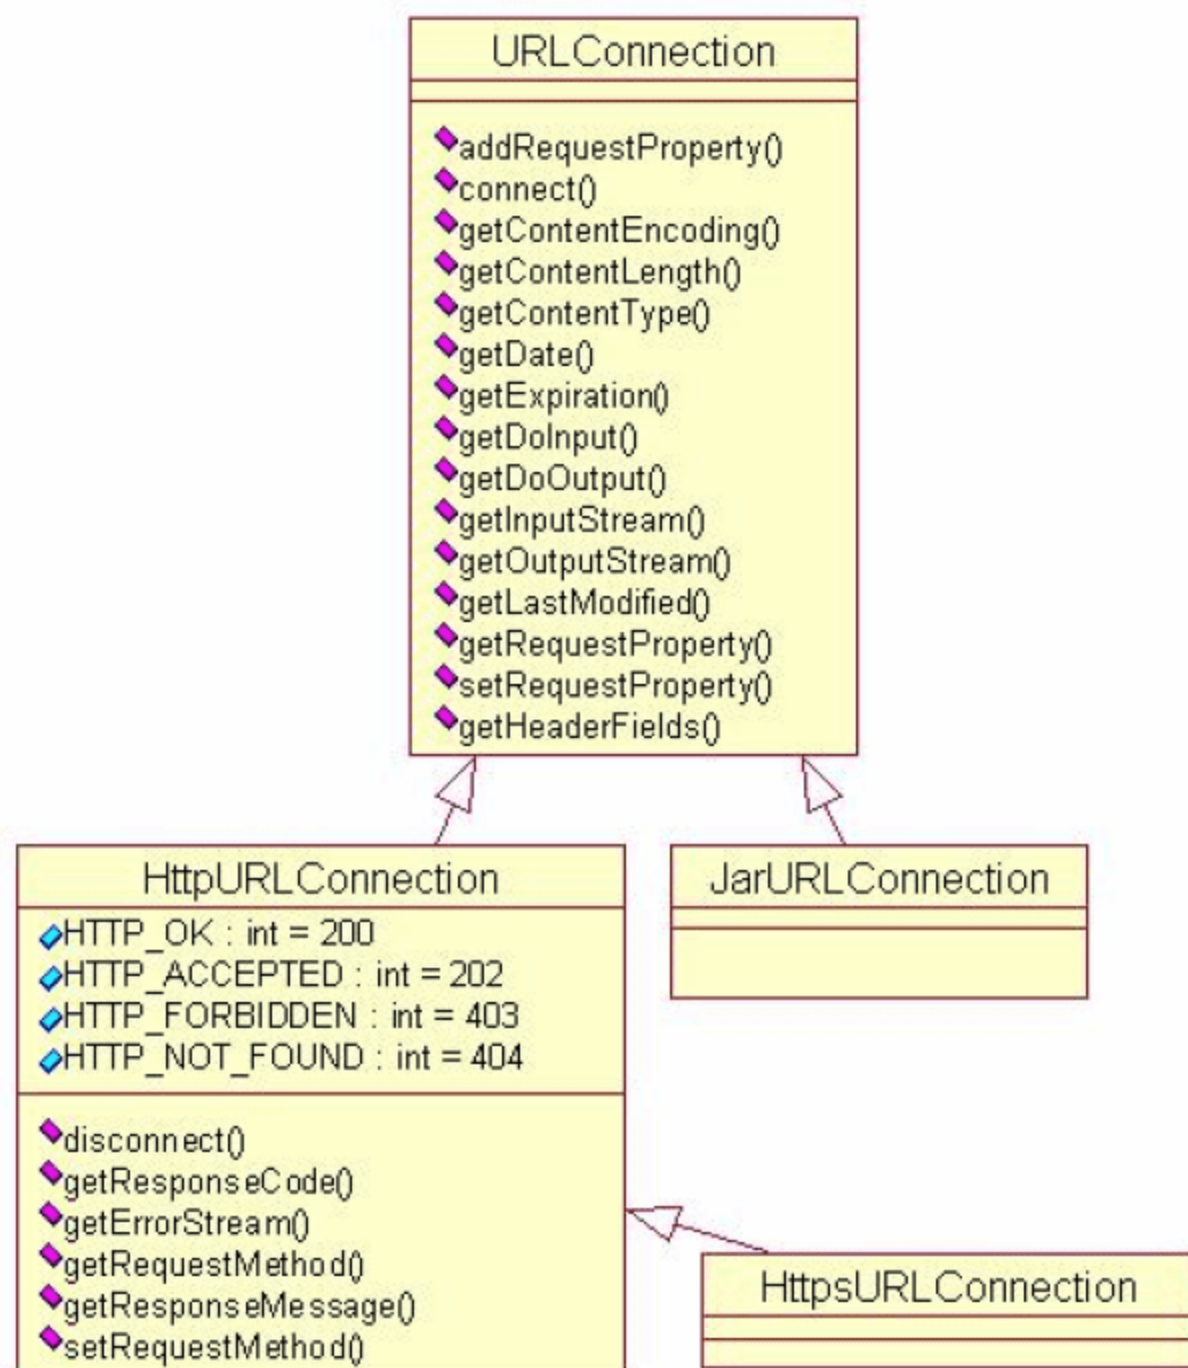 URLConnection
addRequestProperty()
connect()
getContentEncoding()
getContentLength()
getContentType()
getDate()
getExpiration()
getDoInput()
getDoOutput()
getInputStream()
getOutputStream()
getLastModified()
getRequestProperty()
setRequestProperty()
getHeaderFields()
HttpURLConnection
HTTP_OK : int = 200
HTTP_ACCEPTED : int = 202
HTTP_FORBIDDEN : int = 403
HTTP_NOT_FOUND : int = 404
disconnect()
getResponseCode()
getErrorStream()
getRequestMethod()
getResponseMessage()
setRequestMethod()
JarURLConnection
HttpsURLConnection